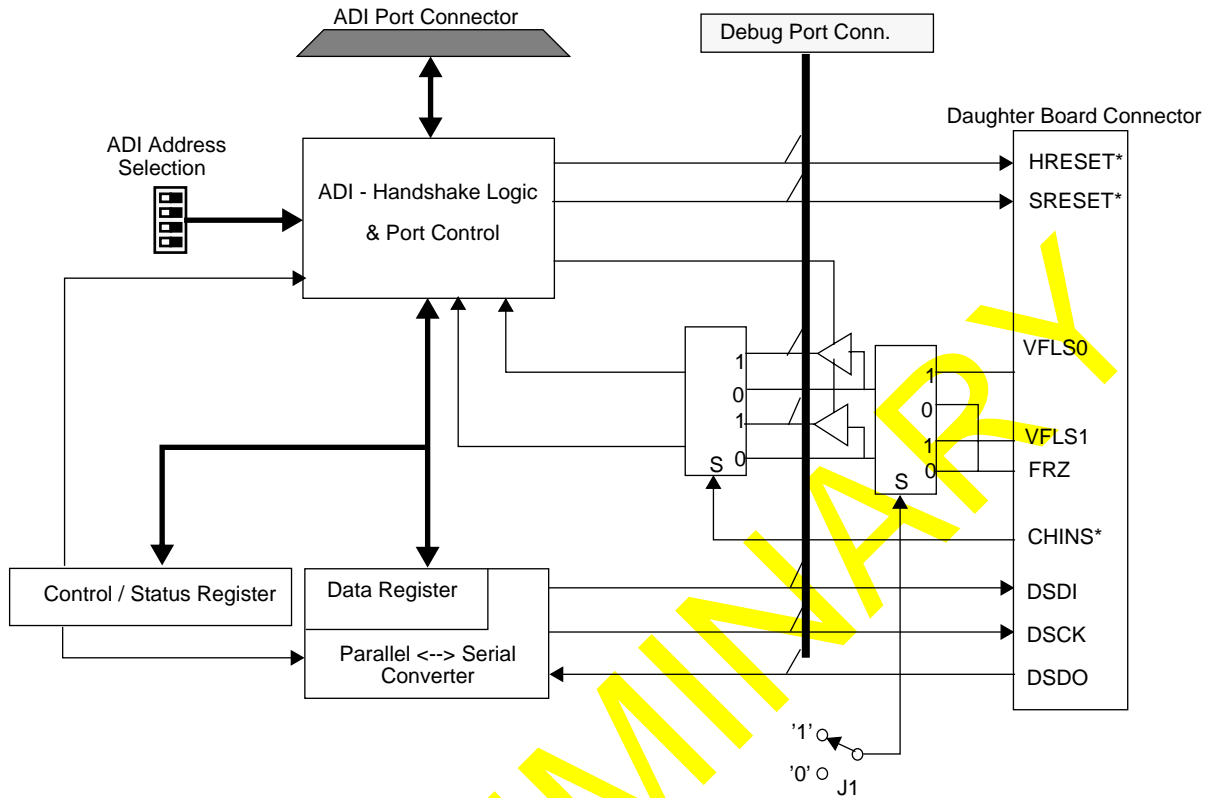 ADI Port Connector
Debug Port Conn.
Daughter Board Connector
ADI Address
Selection
ADI - Handshake Logic
& Port Control
HRESET*
SRESET*
VFLS0
1
1
0
0
1
VFLS1
1
S 0
0
FRZ
S
CHINS*
Control / Status Register
Data Register
DSDI
DSCK
Parallel <--> Serial
Converter
DSDO
'1'
'0'
J1
MINARY